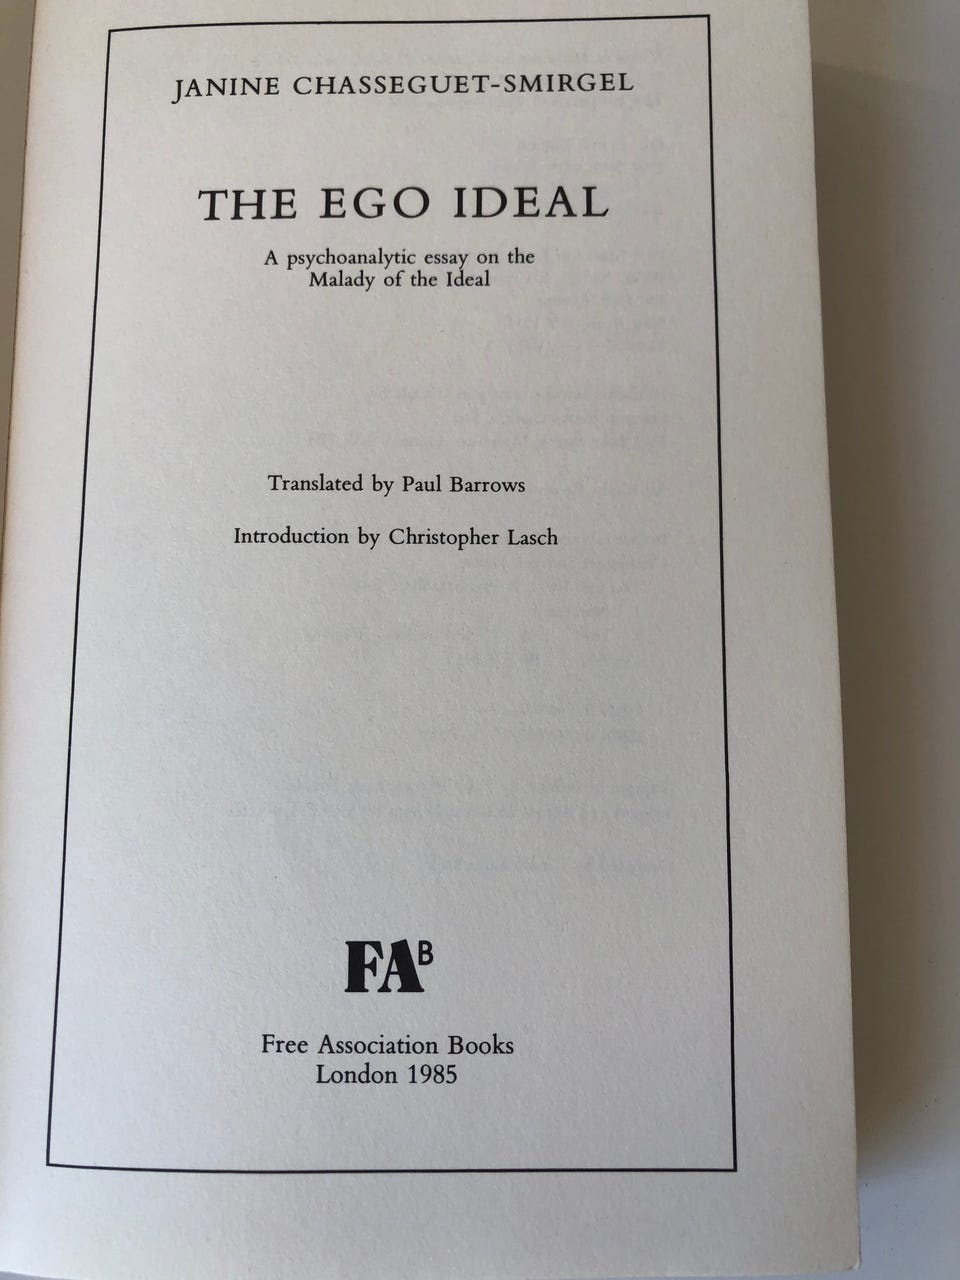 JANINE CHASSEGUET-SMIRGEL
THE EGO IDEAL
A psychoanalytic essay on the
Malady of the Ideal
Translated by Paul Barrows
Introduction by Christopher Lasch
FAB
Free Association Books
London 1985